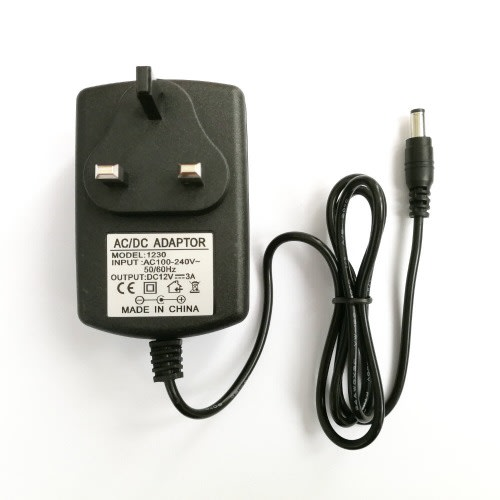 AC/DC ADAPTOR
MODEL:1230
INPUT:AC100-240V~
50/60Hz
OUTPUT:DC12V⎓3A
CE
MADE IN CHINA